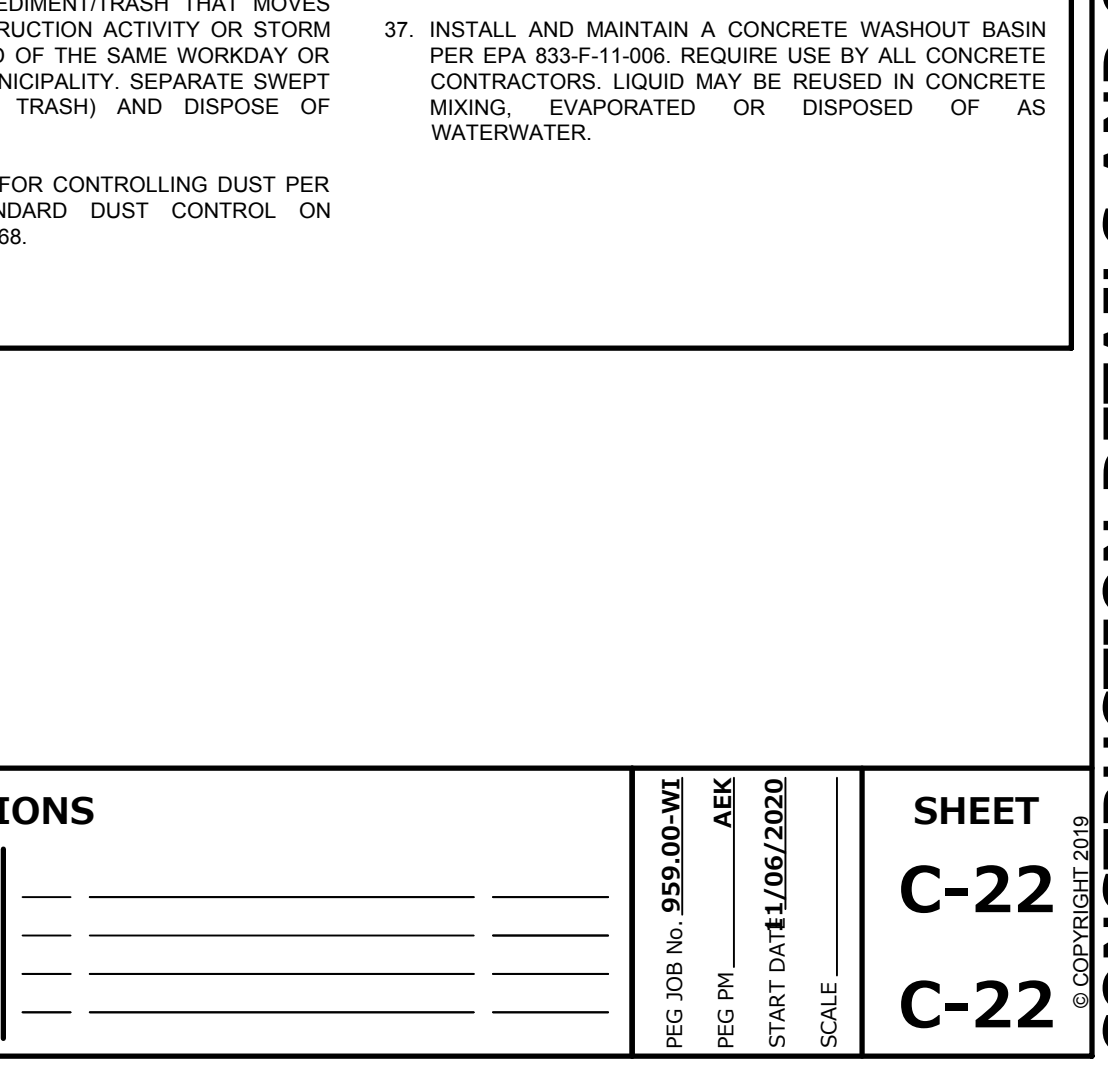 SEDIMENT/TRASH THAT MOVES
RUCTION ACTIVITY OR STORM
OF THE SAME WORKDAY OR
NICIPALITY. SEPARATE SWEPT
TRASH) AND DISPOSE OF
FOR CONTROLLING DUST PER
NDARD DUST CONTROL ON
68.
37. INSTALL AND MAINTAIN A CONCRETE WASHOUT BASIN
PER EPA 833-F-11-006. REQUIRE USE BY ALL CONCRETE
CONTRACTORS. LIQUID MAY BE REUSED IN CONCRETE
MIXING, EVAPORATED OR DISPOSED OF AS
WATERWATER.
IONS
PEG JOB No. 959.00-WI
PEG PM AEK
START DATE 11/06/2020
SCALE
SHEET
C-22
C-22
© COPYRIGHT 2019